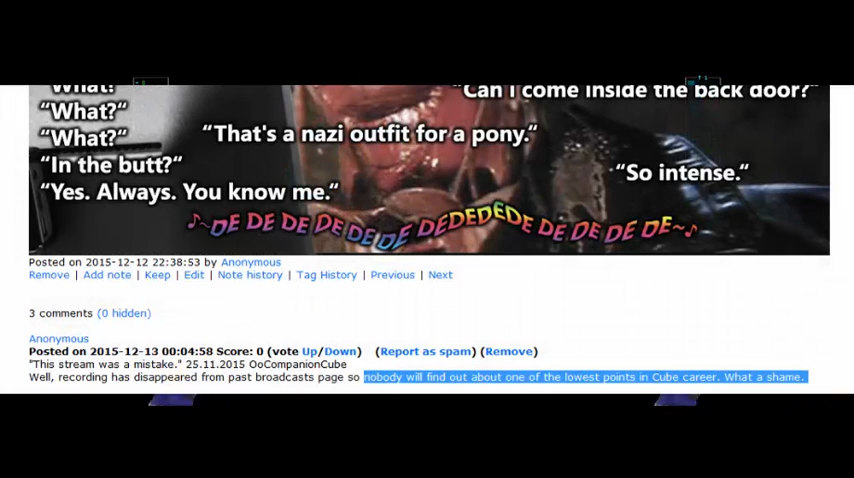 "What?"
"Can I come inside the back door?"
"What?"
"What?"
"That's a nazi outfit for a pony."
"In the butt?"
"So intense."
"Yes. Always. You know me."
♪~DE DE DE DE DE DE DEDEDEDE DE DE DE DE DE~♪
Posted on 2015-12-12 22:38:53 by Anonymous
Remove | Add note | Keep | Edit | Note history | Tag History | Previous | Next
3 comments (0 hidden)
Anonymous
Posted on 2015-12-13 00:04:58 Score: 0 (vote Up/Down) (Report as spam) (Remove)
"This stream was a mistake." 25.11.2015 OoCompanionCube
Well, recording has disappeared from past broadcasts page so nobody will find out about one of the lowest points in Cube career. What a shame.